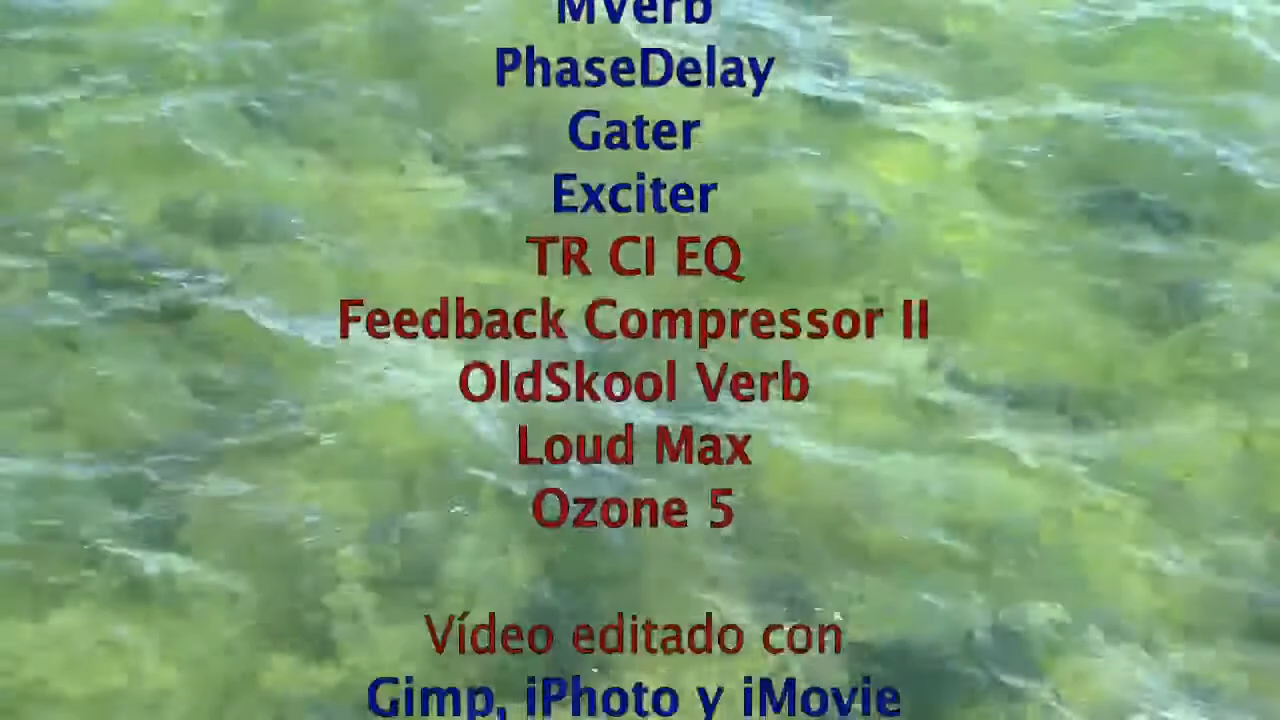 MVerb
PhaseDelay
Gater
Exciter
TR CI EQ
Feedback Compressor II
OldSkool Verb
Loud Max
Ozone 5
Vídeo editado con
Gimp, iPhoto y iMovie